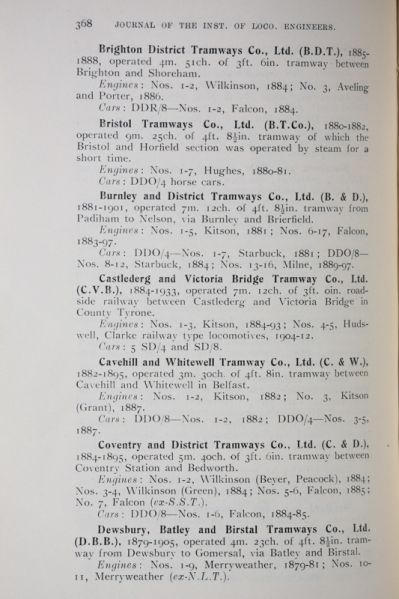 368 JOURNAL OF THE INST. OF LOCO. ENGINEERS.
Brighton District Tramways Co., Ltd. (B.D.T.), 1885-
1888, operated 4m. 51ch. of 3ft. 6in. tramway between
Brighton and Shoreham.
Engines: Nos. 1-2, Wilkinson, 1884; No. 3, Aveling
and Porter, 1886.
Cars: DDR/8—Nos. 1-2, Falcon, 1884.
Bristol Tramways Co., Ltd. (B.T.Co.), 1880-1882,
operated 9m. 25ch. of 4ft. 8½in. tramway of which the
Bristol and Horfield section was operated by steam for a
short time.
Engines: Nos. 1-7, Hughes, 1880-81.
Cars: DDO/4 horse cars.
Burnley and District Tramways Co., Ltd. (B. & D.),
1881-1901, operated 7m. 12ch. of 4ft. 8½in. tramway from
Padiham to Nelson, via Burnley and Brierfield.
Engines: Nos. 1-5, Kitson, 1881; Nos. 6-17, Falcon,
1883-97.
Cars: DDO/4—Nos. 1-7, Starbuck, 1881; DDO/8—
Nos. 8-12, Starbuck, 1884; Nos. 13-16, Milne, 1889-97.
Castlederg and Victoria Bridge Tramway Co., Ltd.
(C.V.B.), 1884-1933, operated 7m. 12ch. of 3ft. 0in. road-
side railway between Castlederg and Victoria Bridge in
County Tyrone.
Engines: Nos. 1-3, Kitson, 1884-93; Nos. 4-5, Huds-
well, Clarke railway type locomotives, 1904-12.
Cars: 5 SD/4 and SD/8.
Cavehill and Whitewell Tramway Co., Ltd. (C. & W.),
1882-1895, operated 3m. 30ch. of 4ft. 8in. tramway between
Cavehill and Whitewell in Belfast.
Engines: Nos. 1-2, Kitson, 1882; No. 3, Kitson
(Grant), 1887.
Cars: DDO/8—Nos. 1-2, 1882; DDO/4—Nos. 3-5,
1887.
Coventry and District Tramways Co., Ltd. (C. & D.),
1884-1895, operated 5m. 40ch. of 3ft. 6in. tramway between
Coventry Station and Bedworth.
Engines: Nos. 1-2, Wilkinson (Beyer, Peacock), 1884;
Nos. 3-4, Wilkinson (Green), 1884; Nos. 5-6, Falcon, 1885;
No. 7, Falcon (ex-S.S.T.).
Cars: DDO/8—Nos. 1-6, Falcon, 1884-85.
Dewsbury, Batley and Birstal Tramways Co., Ltd.
(D.B.B.), 1879-1905, operated 4m. 23ch. of 4ft. 8½in. tram-
way from Dewsbury to Gomersal, via Batley and Birstal.
Engines: Nos. 1-9, Merryweather, 1879-81; Nos. 10-
11, Merryweather (ex-N.L.T.).